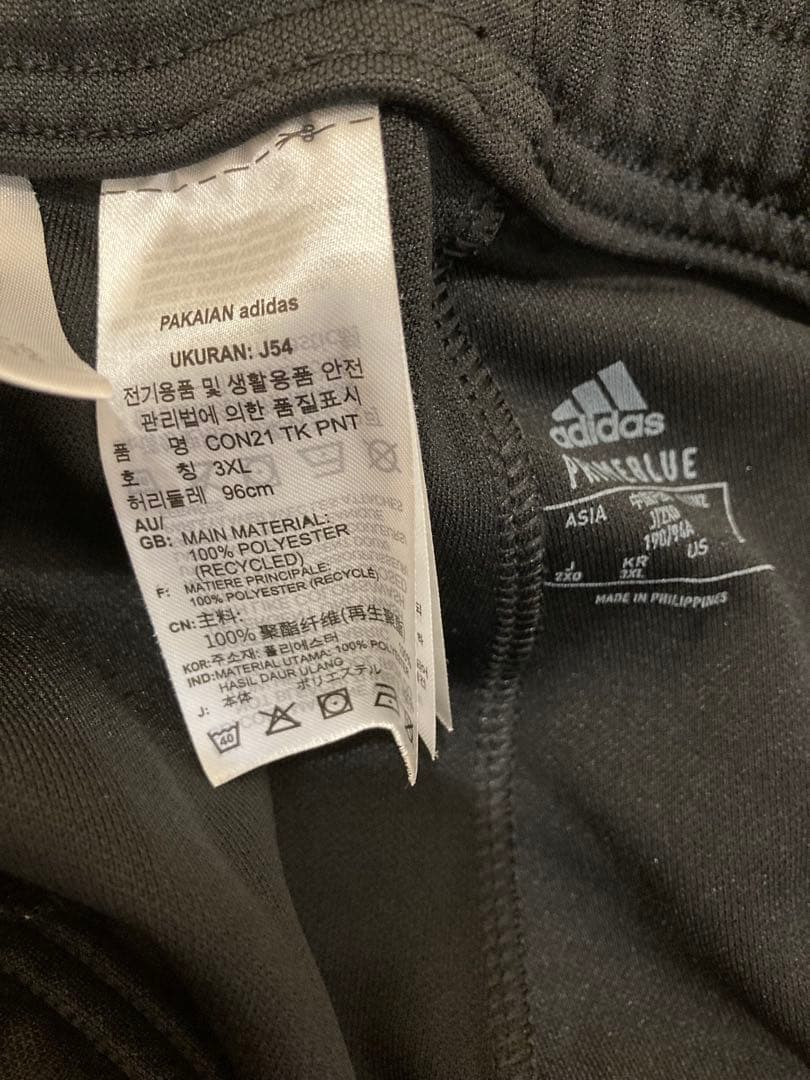 PAKAIAN adidas
UKURAN: J54
전기용품 및 생활용품 안전
관리법에 의한 품질표시
품 명 CON21 TK PNT
호 칭 3XL
허리둘레 96cm
AU/
GB: MAIN MATERIAL:
100% POLYESTER
(RECYCLED)
F: MATIERE PRINCIPALE:
100% POLYESTER (RECYCLÉ)
CN: 主料:
100% 聚酯纤维(再生聚酯
KOR: 주소재: 폴리에스터
IND: MATERIAL UTAMA: 100%
HASIL DAUR ULANG
J: 本体 ポリエステル
40
adidas
PRIMEBLUE
ASIA
J/2XO
190/96A
US
J
2XO
KR
3XL
MADE IN PHILIPPINES